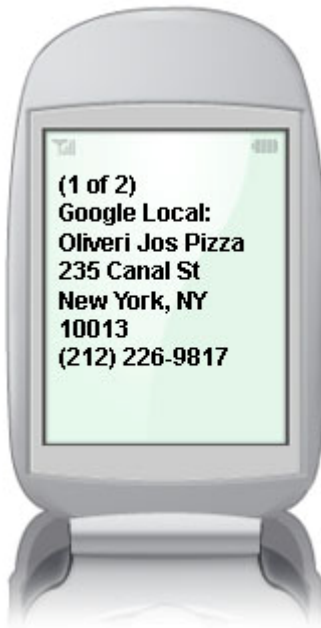 (1 of 2)
Google Local:
Oliveri Jos Pizza
235 Canal St
New York, NY
10013
(212) 226-9817